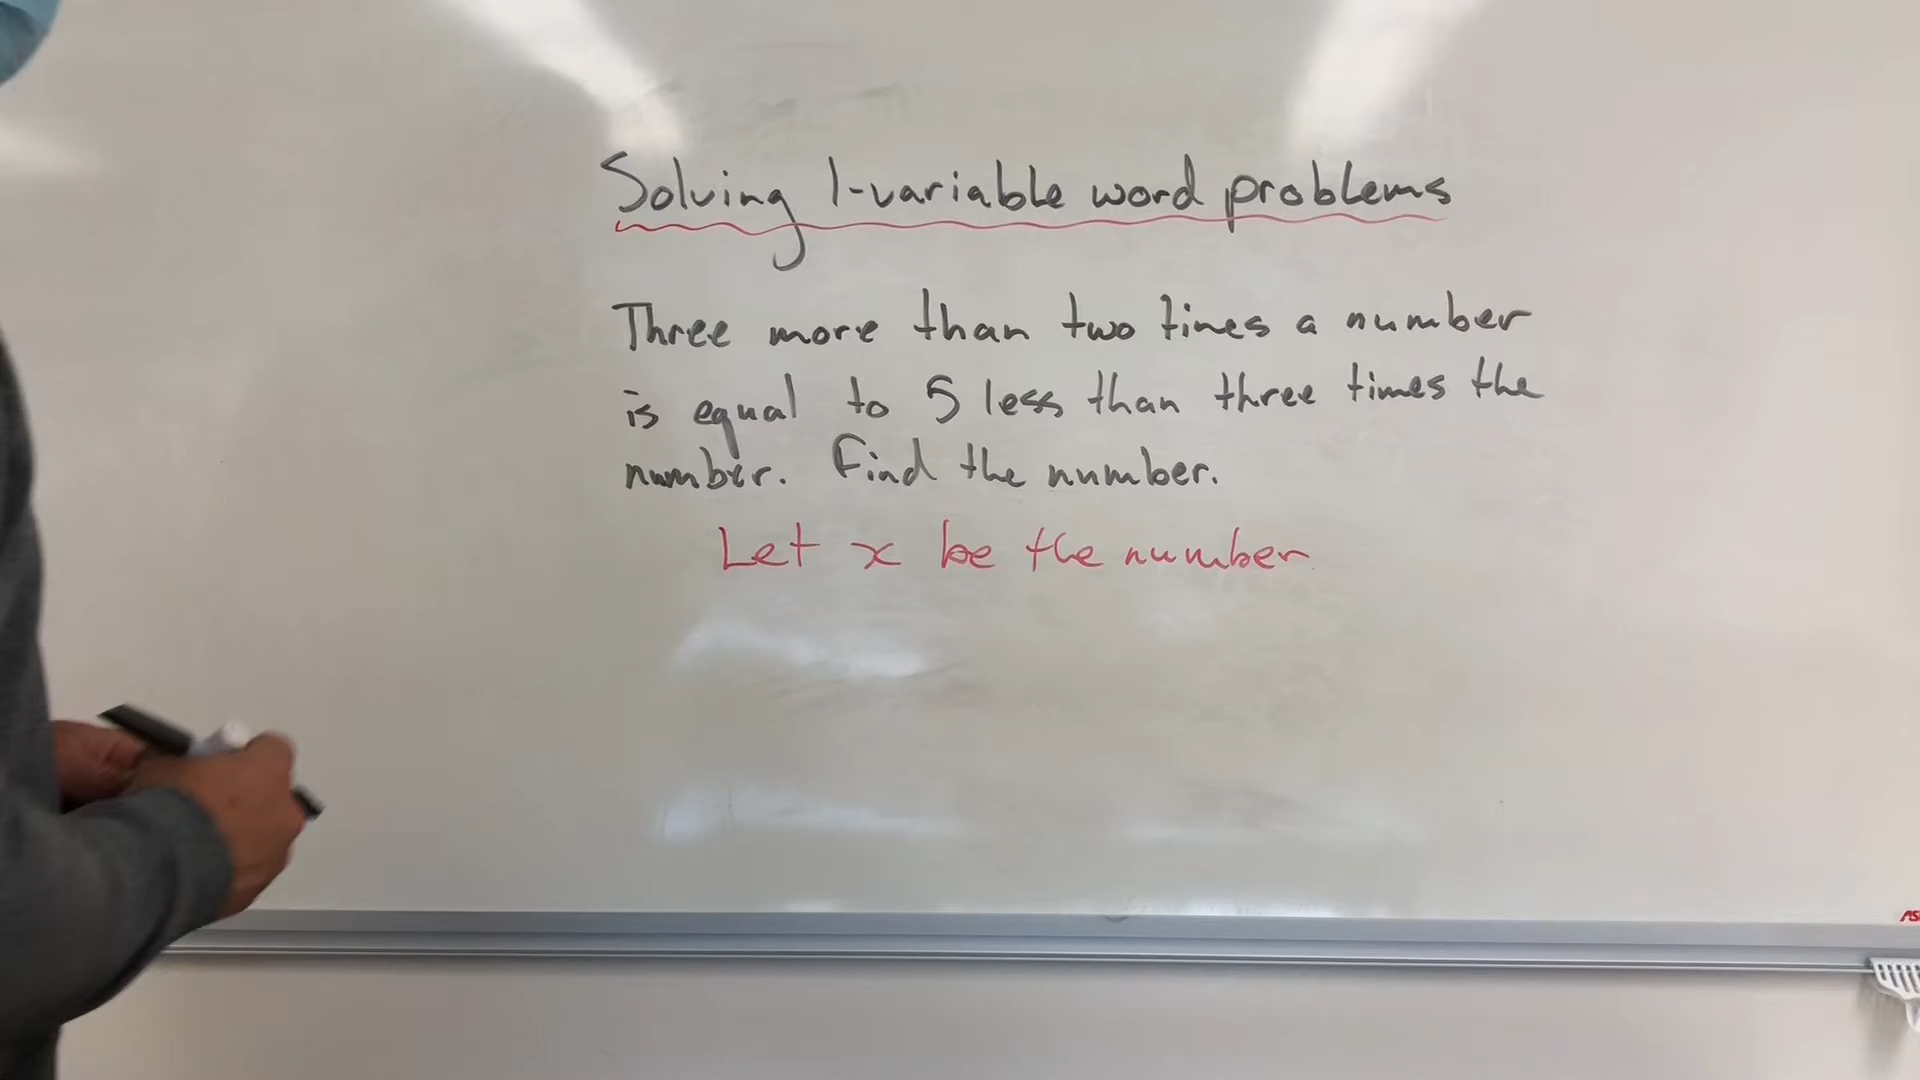 Solving 1-variable word problems
Three more than two times a number
is equal to 5 less than three times the
number. Find the number.
Let x be the number